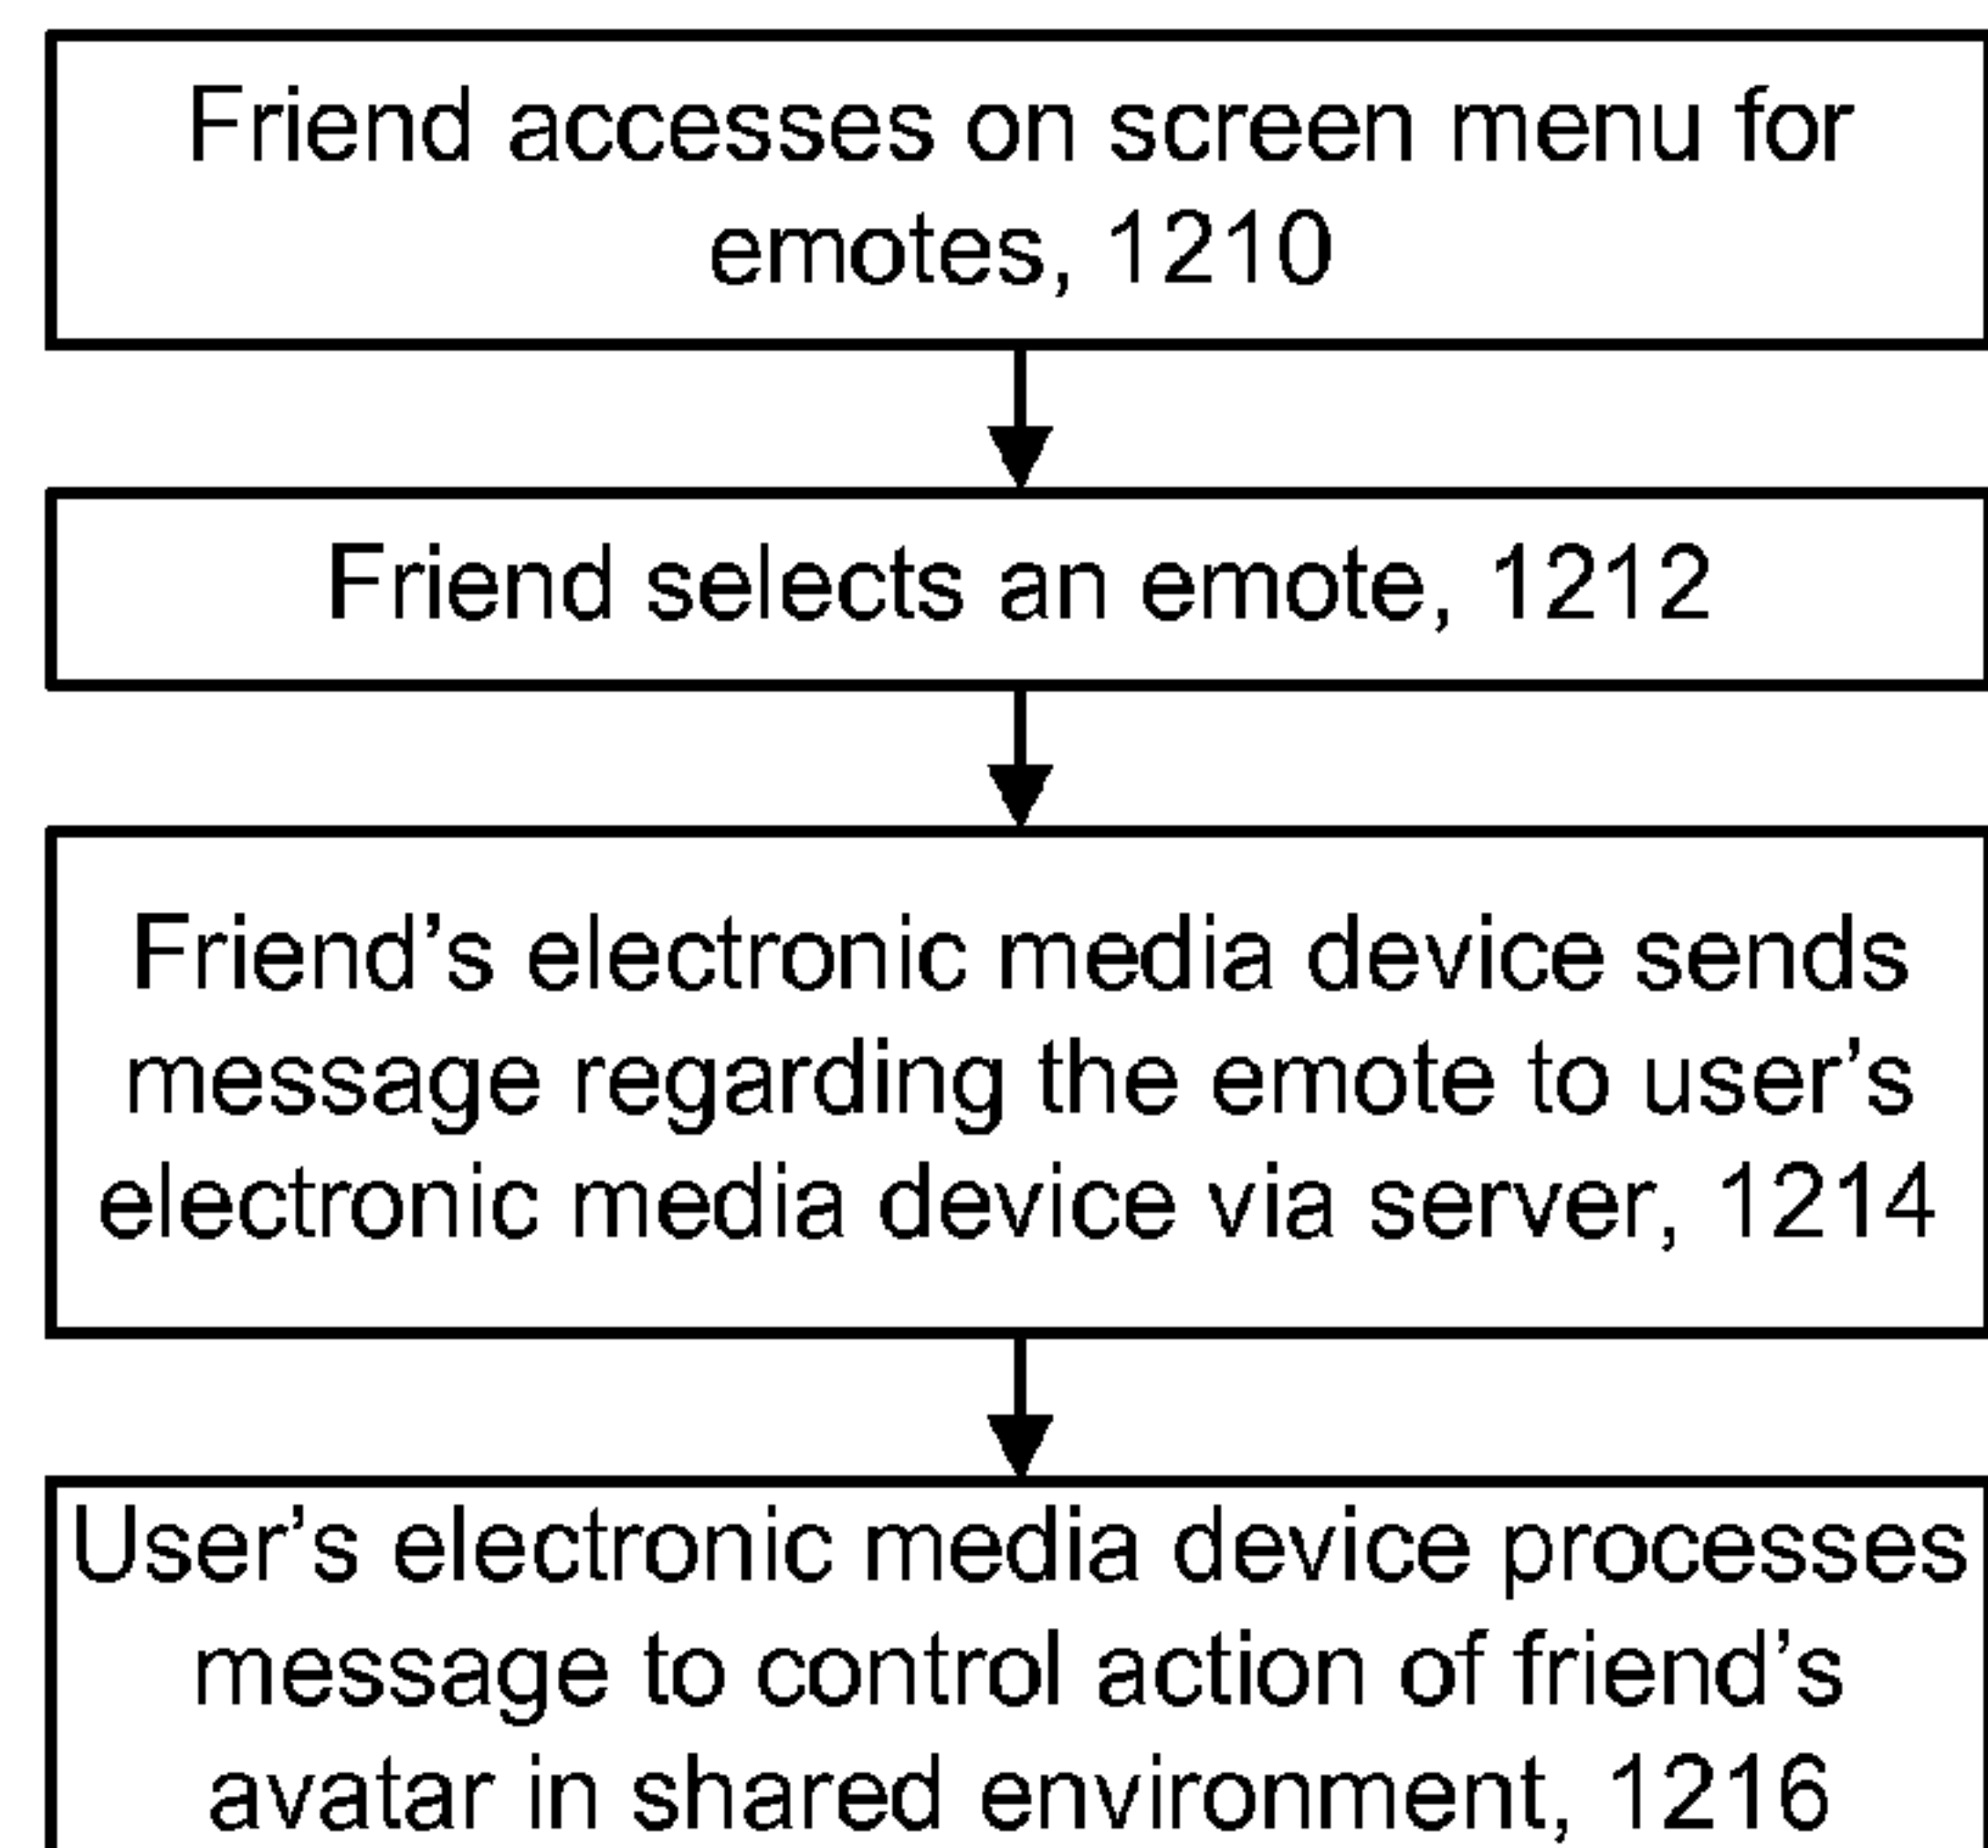 Friend accesses on screen menu for
emotes, 1210
Friend selects an emote, 1212
Friend’s electronic media device sends
message regarding the emote to user’s
electronic media device via server, 1214
User’s electronic media device processes
message to control action of friend’s
avatar in shared environment, 1216